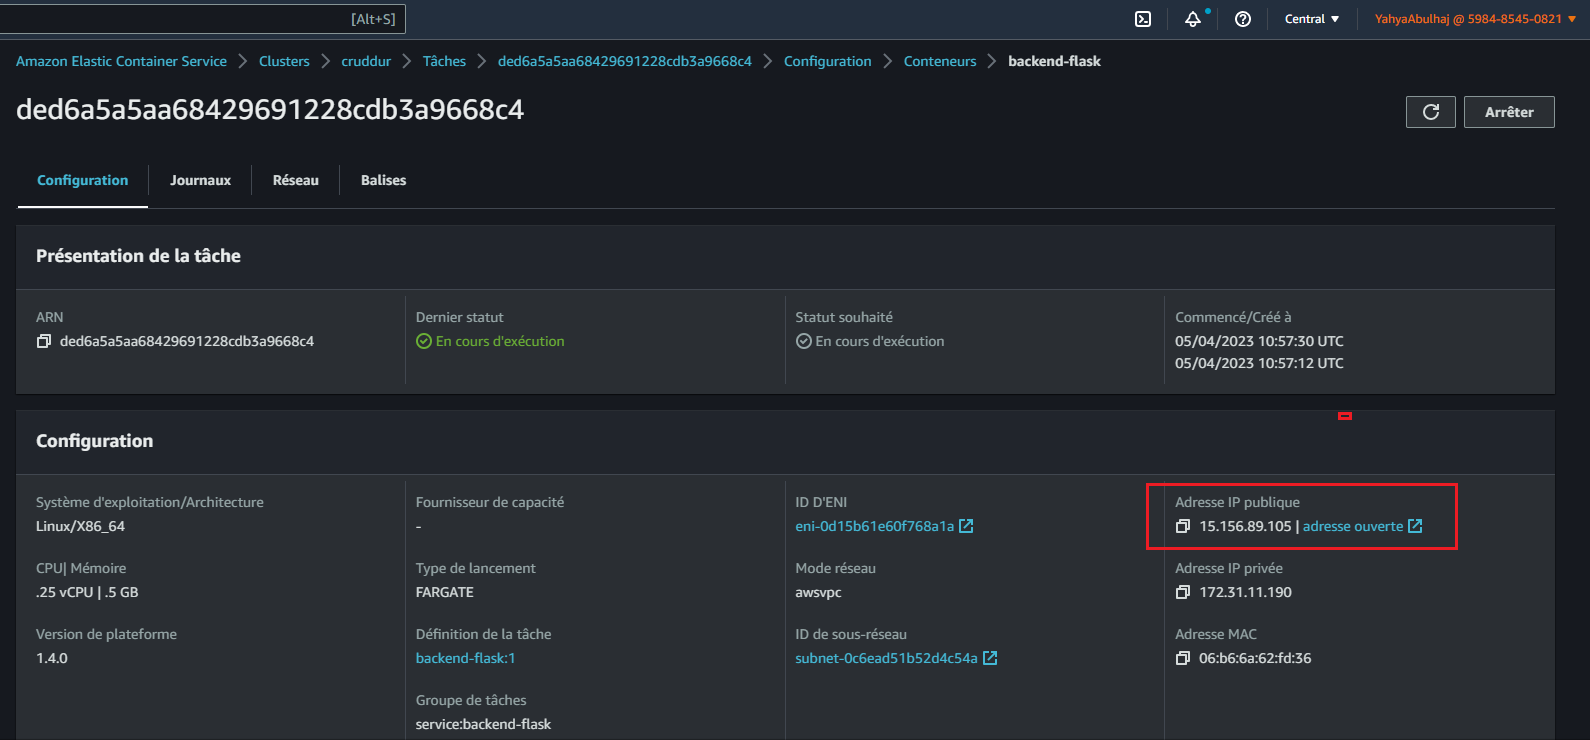 [Alt+S]
Central ▼
YahyaAbulhaj @ 5984-8545-0821 ▼
Amazon Elastic Container Service > Clusters > cruddur > Tâches > ded6a5a5aa68429691228cdb3a9668c4 > Configuration > Conteneurs > backend-flask
ded6a5a5aa68429691228cdb3a9668c4
Arrêter
Configuration
Journaux
Réseau
Balises
Présentation de la tâche
ARN
ded6a5a5aa68429691228cdb3a9668c4
Dernier statut
En cours d'exécution
Statut souhaité
En cours d'exécution
Commencé/Créé à
05/04/2023 10:57:30 UTC
05/04/2023 10:57:12 UTC
Configuration
Système d'exploitation/Architecture
Linux/X86_64
CPU| Mémoire
.25 vCPU | .5 GB
Version de plateforme
1.4.0
Fournisseur de capacité
-
Type de lancement
FARGATE
Définition de la tâche
backend-flask:1
Groupe de tâches
service:backend-flask
ID D'ENI
eni-0d15b61e60f768a1a
Mode réseau
awsvpc
ID de sous-réseau
subnet-0c6ead51b52d4c54a
Adresse IP publique
15.156.89.105 | adresse ouverte
Adresse IP privée
172.31.11.190
Adresse MAC
06:b6:6a:62:fd:36